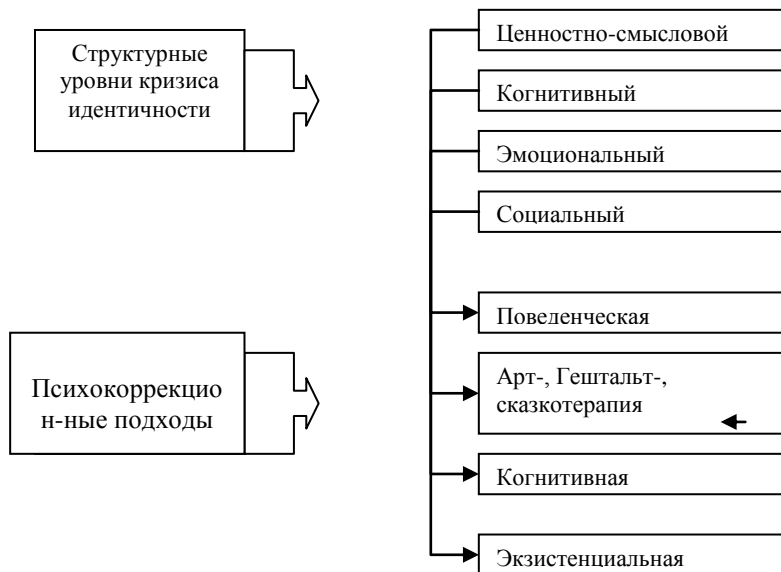 Структурные
уровни кризиса
идентичности
Ценностно-смысловой
Когнитивный
Эмоциональный
Социальный
Психокоррекцио
н-ные подходы
Поведенческая
Арт-, Гештальт-,
сказкотерапия
Когнитивная
Экзистенциальная